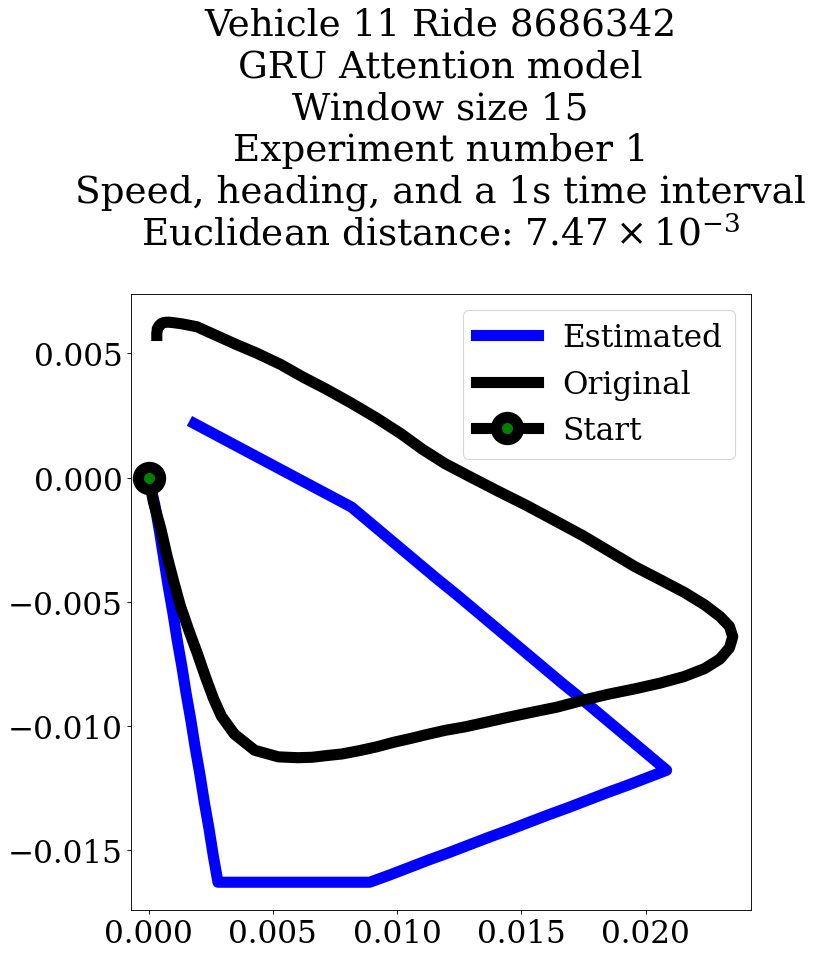 Vehicle 11 Ride 8686342
GRU Attention model
Window size 15
Experiment number 1
Speed, heading, and a 1s time interval
Euclidean distance: 7.47 × 10⁻³
Estimated
Original
Start
0.005
0.000
−0.005
−0.010
−0.015
0.000 0.005 0.010 0.015 0.020